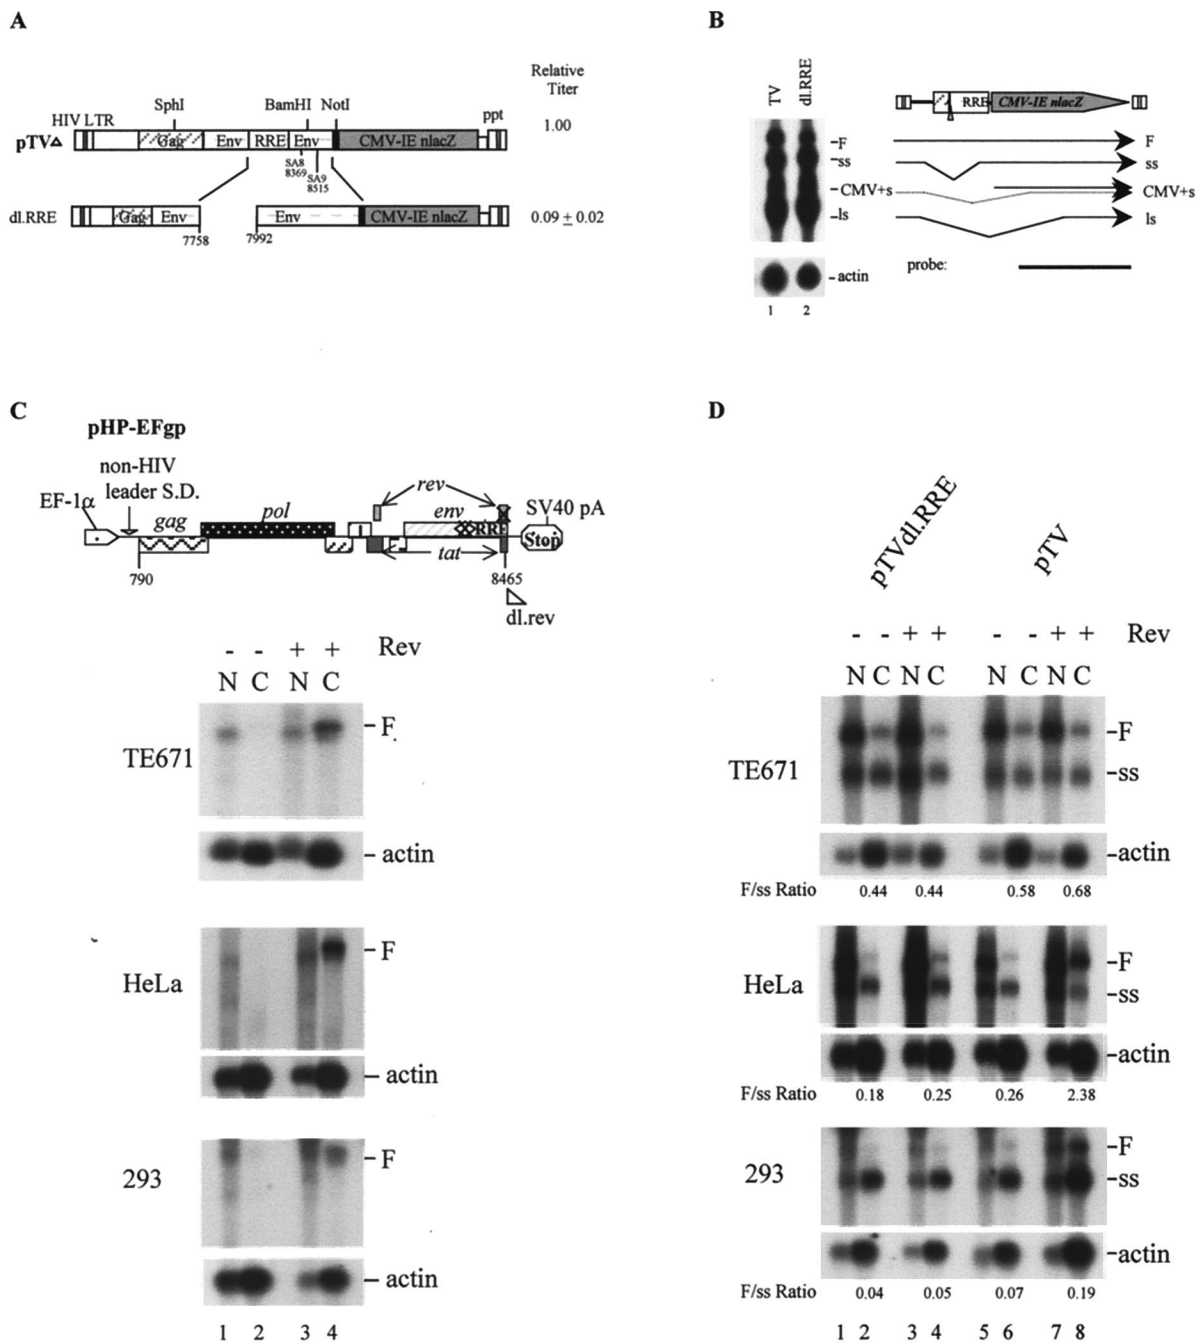 A
Relative
Titer
SphI
BamHI NotI
HIV LTR
ppt
pTVΔ
Gag
Env
RRE
Env
CMV-IE nlacZ
1.00
SA8
8369
SA9
8515
dl.RRE
Gag
Env
Env
CMV-IE nlacZ
0.09 ± 0.02
7758
7992
B
TV
dl.RRE
RRE
CMV-IE nlacZ
-F
-ss
-CMV+s
-ls
F
ss
CMV+s
ls
-actin
probe:
1 2
C
pHP-EFgp
non-HIV
leader S.D.
EF-1α
gag
pol
rev
env
RRE
SV40 pA
Stop
tat
790
8465
dl.rev
- - + + Rev
N C N C
TE671
- F
- actin
HeLa
- F
- actin
293
- F
- actin
1 2 3 4
D
pTVdl.RRE
pTV
- - + + - - + + Rev
N C N C N C N C
TE671
-F
-ss
-actin
F/ss Ratio 0.44 0.44 0.58 0.68
HeLa
-F
-ss
-actin
F/ss Ratio 0.18 0.25 0.26 2.38
293
-F
-ss
-actin
F/ss Ratio 0.04 0.05 0.07 0.19
1 2 3 4 5 6 7 8